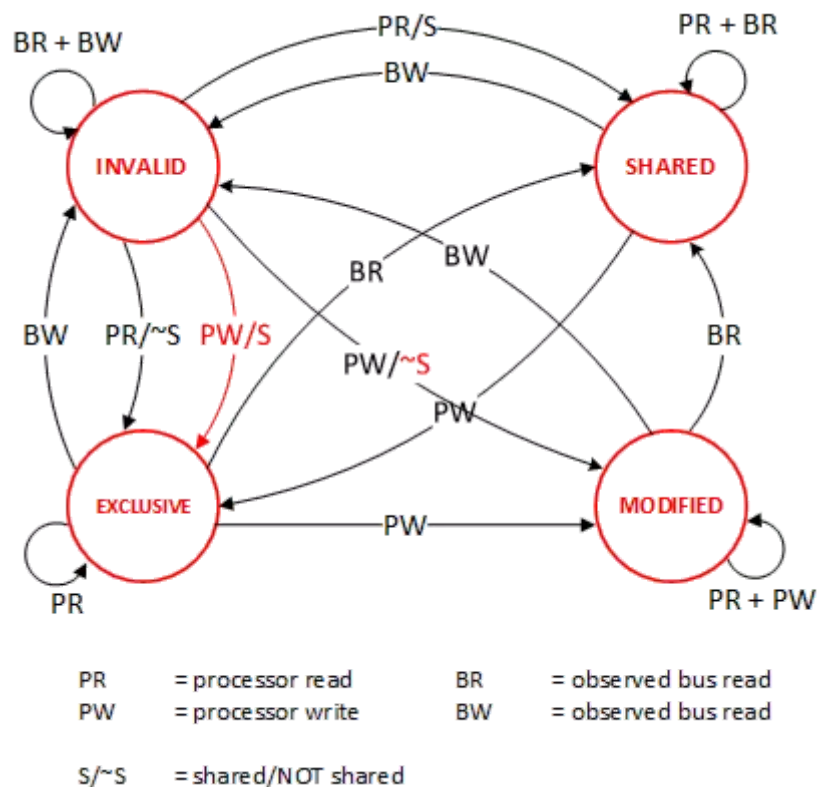 PR/S
PR + BR
BR + BW
BW
INVALID
SHARED
BR
BW
BW
PR/~S
PW/S
BR
PW/~S
PW
EXCLUSIVE
MODIFIED
PW
PR
PR + PW
PR = processor read BR = observed bus read
PW = processor write BW = observed bus read
S/~S = shared/NOT shared